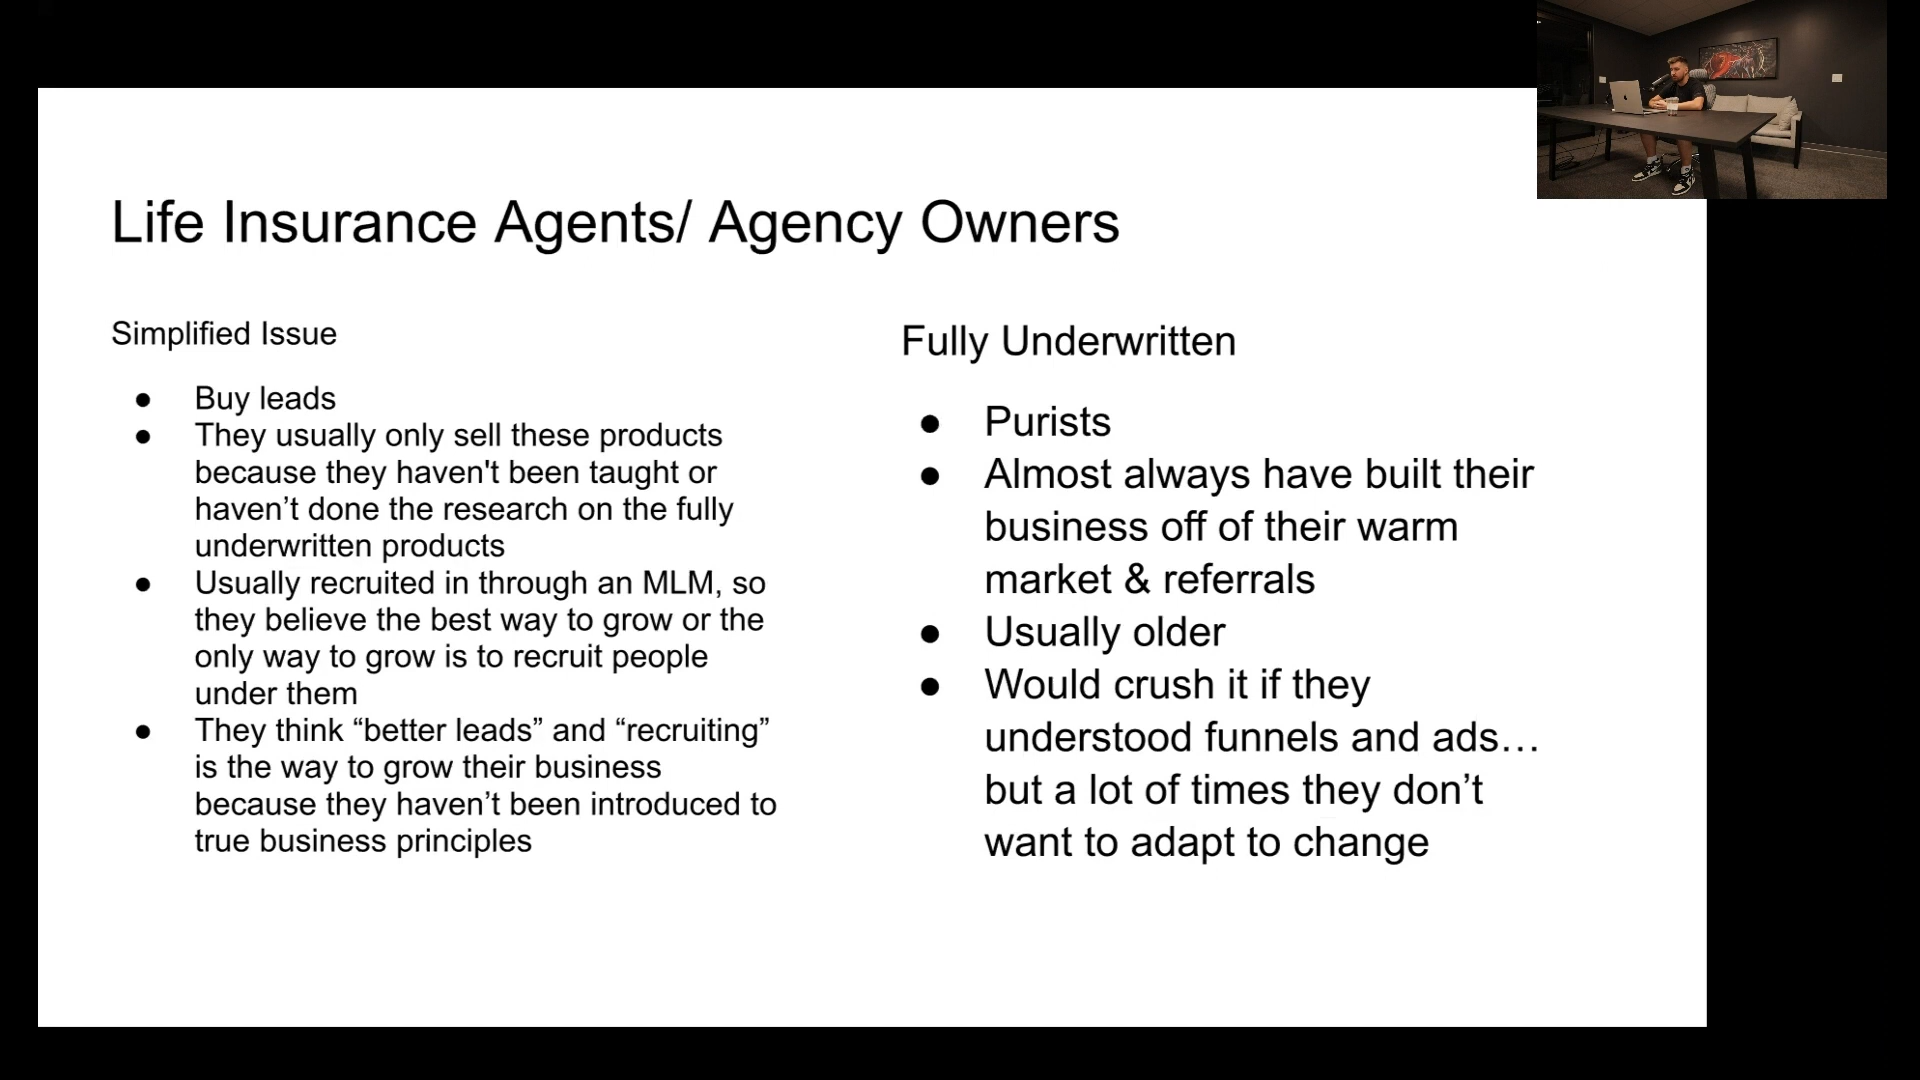 Life Insurance Agents/ Agency Owners
Simplified Issue
● Buy leads
● They usually only sell these products
because they haven't been taught or
haven’t done the research on the fully
underwritten products
● Usually recruited in through an MLM, so
they believe the best way to grow or the
only way to grow is to recruit people
under them
● They think “better leads” and “recruiting”
is the way to grow their business
because they haven’t been introduced to
true business principles
Fully Underwritten
● Purists
● Almost always have built their
business off of their warm
market & referrals
● Usually older
● Would crush it if they
understood funnels and ads…
but a lot of times they don’t
want to adapt to change